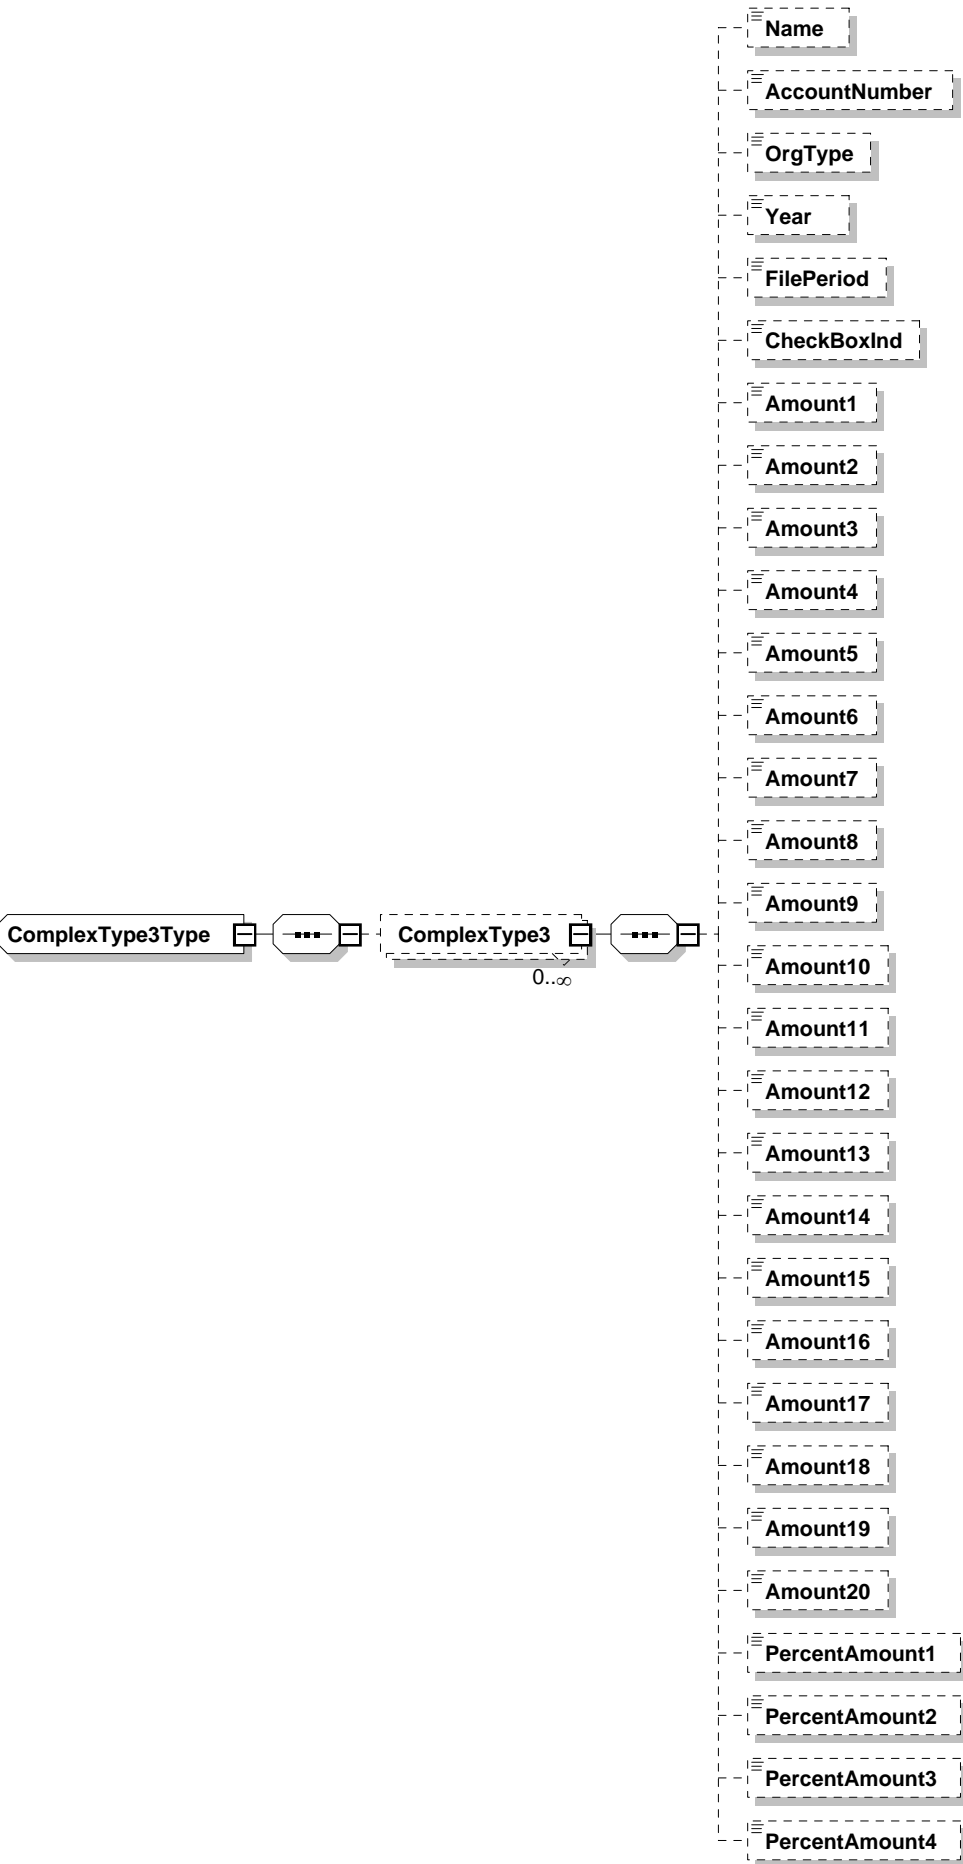 Name
AccountNumber
OrgType
Year
FilePeriod
CheckBoxInd
Amount1
Amount2
Amount3
Amount4
Amount5
Amount6
Amount7
Amount8
Amount9
ComplexType3Type
ComplexType3
0..∞
Amount10
Amount11
Amount12
Amount13
Amount14
Amount15
Amount16
Amount17
Amount18
Amount19
Amount20
PercentAmount1
PercentAmount2
PercentAmount3
PercentAmount4